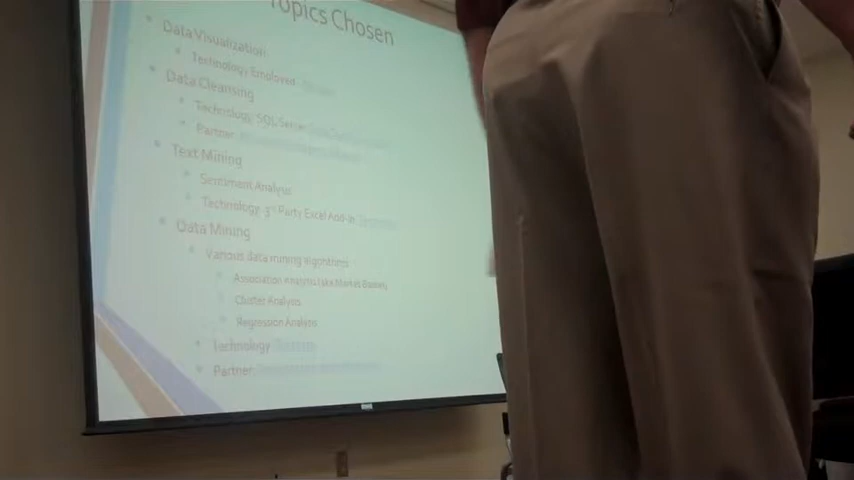 Topics Chosen
Data Visualization
Technology Employed
Data Cleansing
Technology: SQL Server
Partner:
Text Mining
Sentiment Analysis
Technology: 3rd Party Excel Add-in
Data Mining
Various data mining algorithms
Association analysis (aka Market Basket)
Cluster Analysis
Regression Analysis
Technology:
Partner: